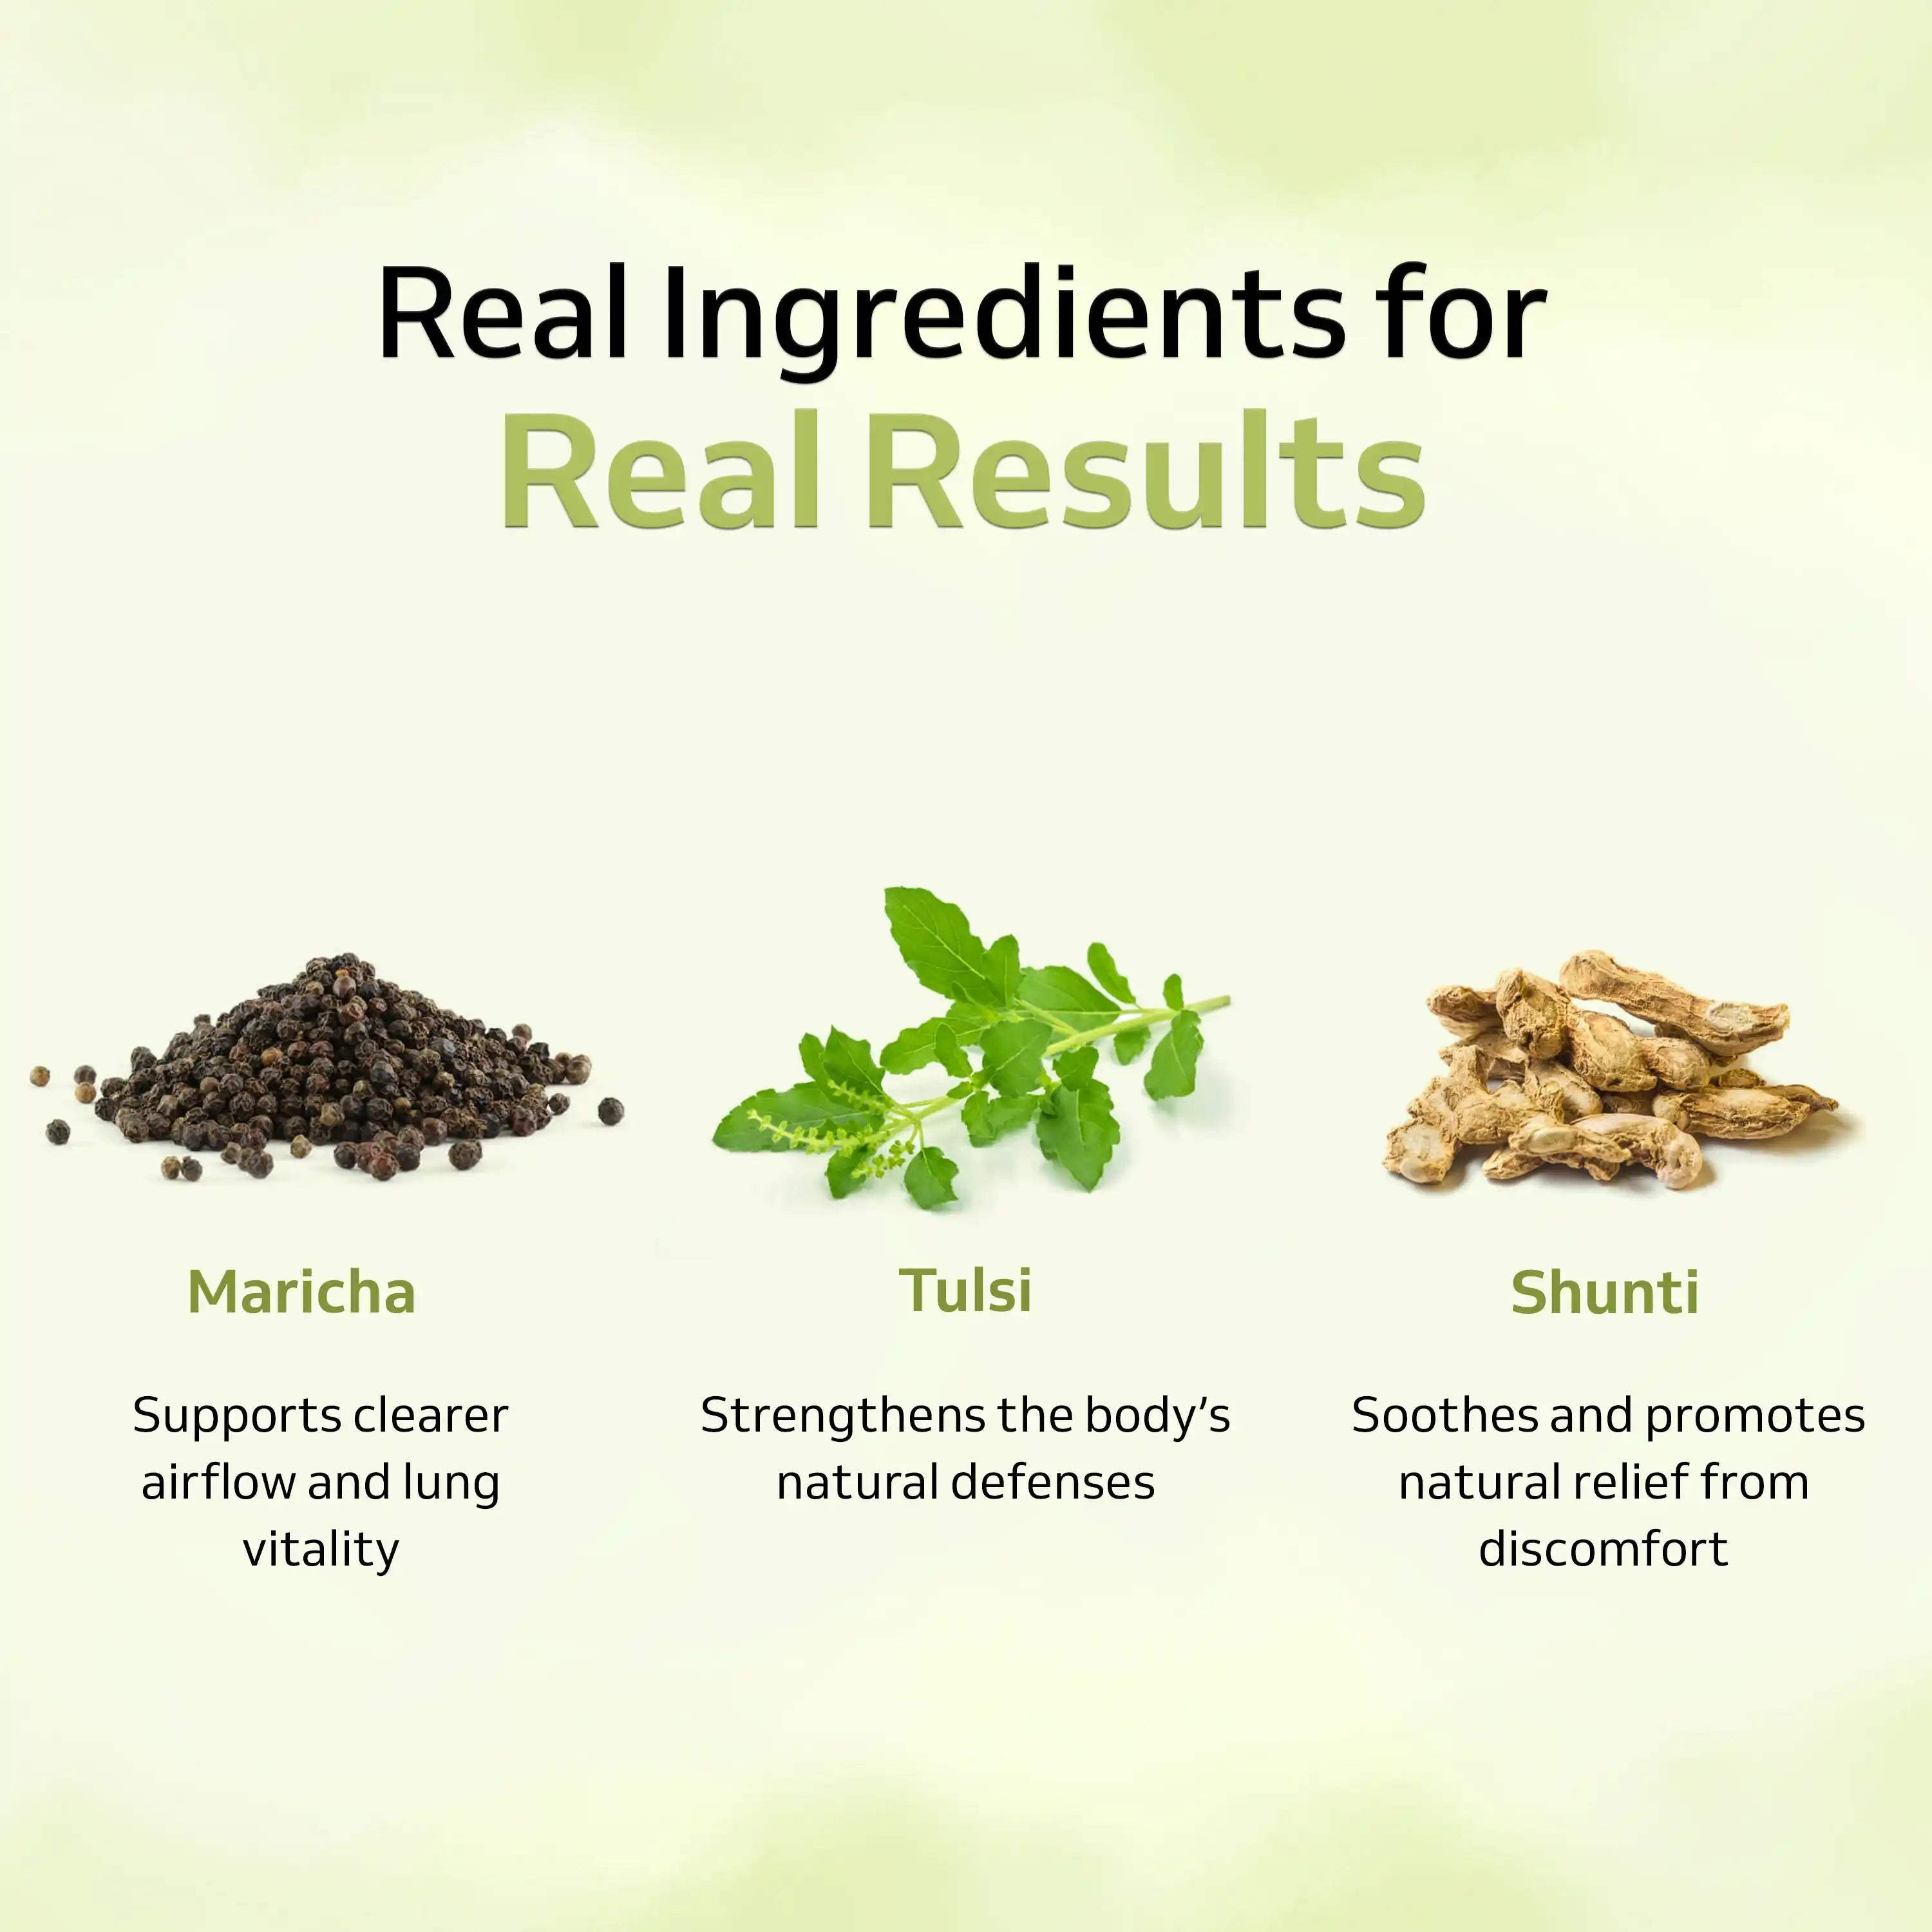 Real Ingredients for
Real Results
Maricha
Supports clearer
airflow and lung
vitality
Tulsi
Strengthens the body’s
natural defenses
Shunti
Soothes and promotes
natural relief from
discomfort